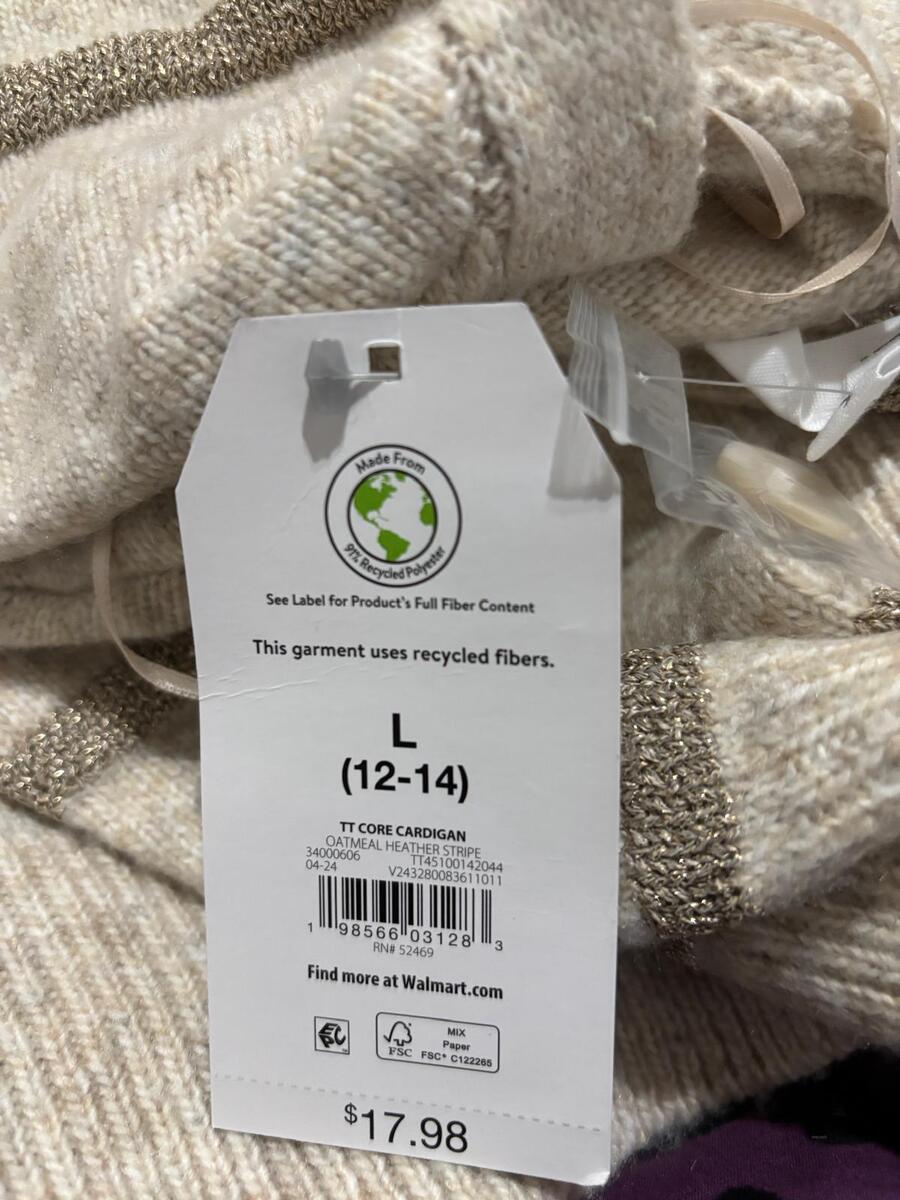 Made From
91% Recycled Polyester
See Label for Product's Full Fiber Content
This garment uses recycled fibers.
L
(12-14)
TT CORE CARDIGAN
OATMEAL HEATHER STRIPE
34000606 TT45100142044
04-24 V243280083611011
1 98566 03128 3
RN# 52469
Find more at Walmart.com
EPC
FSC
MIX
Paper
FSC® C122265
$17.98